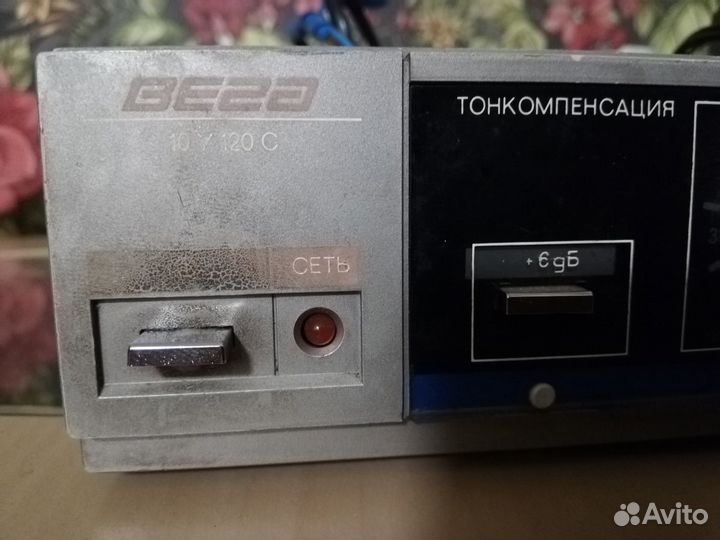 ВЕГА
10 У 120 С
СЕТЬ
ТОНКОМПЕНСАЦИЯ
+6дБ
Avito